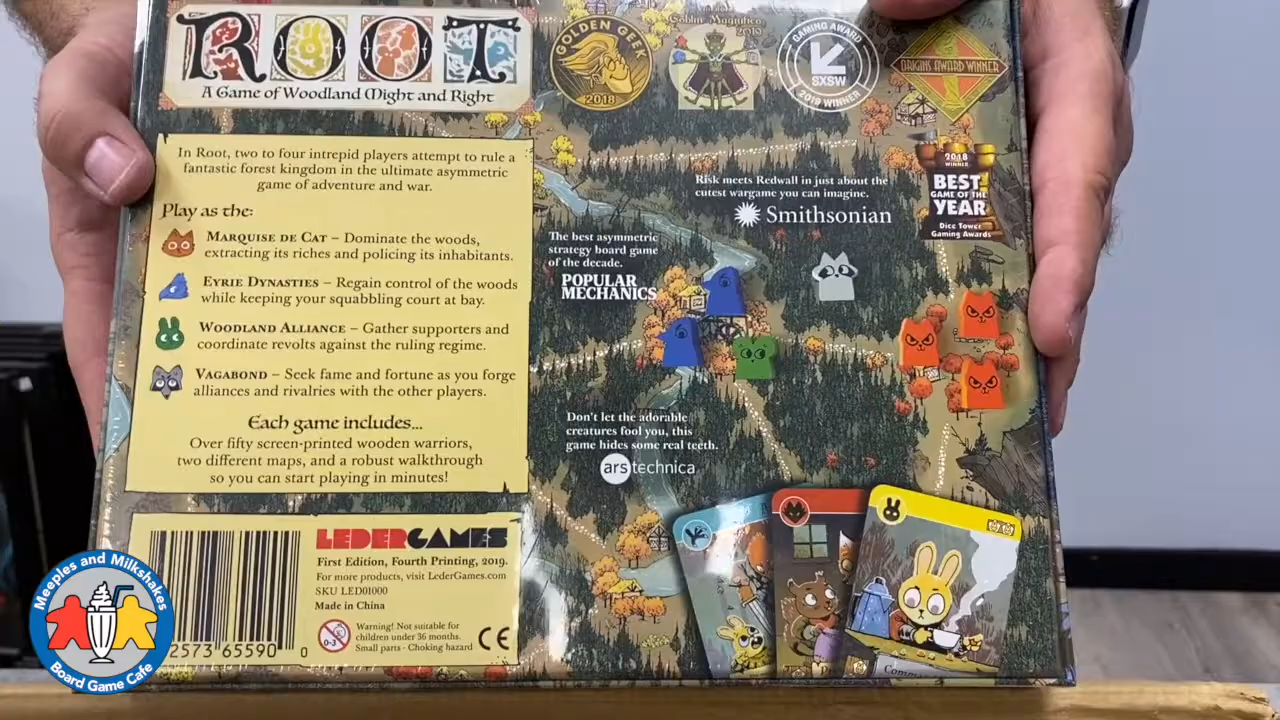 ROOT
A Game of Woodland Might and Right
GOLDEN GEEK
2018
Goblin Magnifico
2019
GAMING AWARD
SXSW
2019 WINNER
ORIGINS AWARD WINNER
In Root, two to four intrepid players attempt to rule a
fantastic forest kingdom in the ultimate asymmetric
game of adventure and war.
Play as the:
MARQUISE DE CAT – Dominate the woods,
extracting its riches and policing its inhabitants.
EYRIE DYNASTIES – Regain control of the woods
while keeping your squabbling court at bay.
WOODLAND ALLIANCE – Gather supporters and
coordinate revolts against the ruling regime.
VAGABOND – Seek fame and fortune as you forge
alliances and rivalries with the other players.
Each game includes...
Over fifty screen-printed wooden warriors,
two different maps, and a robust walkthrough
so you can start playing in minutes!
Risk meets Redwall in just about the
cutest wargame you can imagine.
Smithsonian
2018
WINNER
BEST
GAME OF THE
YEAR
Dice Tower
Gaming Awards
The best asymmetric
strategy board game
of the decade.
POPULAR
MECHANICS
Don't let the adorable
creatures fool you, this
game hides some real teeth.
ars technica
LEDERGAMES
First Edition, Fourth Printing, 2019.
For more products, visit LederGames.com
SKU LED01000
Made in China
0-3
Warning! Not suitable for
children under 36 months.
Small parts - Choking hazard
CE
2573 65590 0
Meeples and Milkshakes
Board Game Cafe